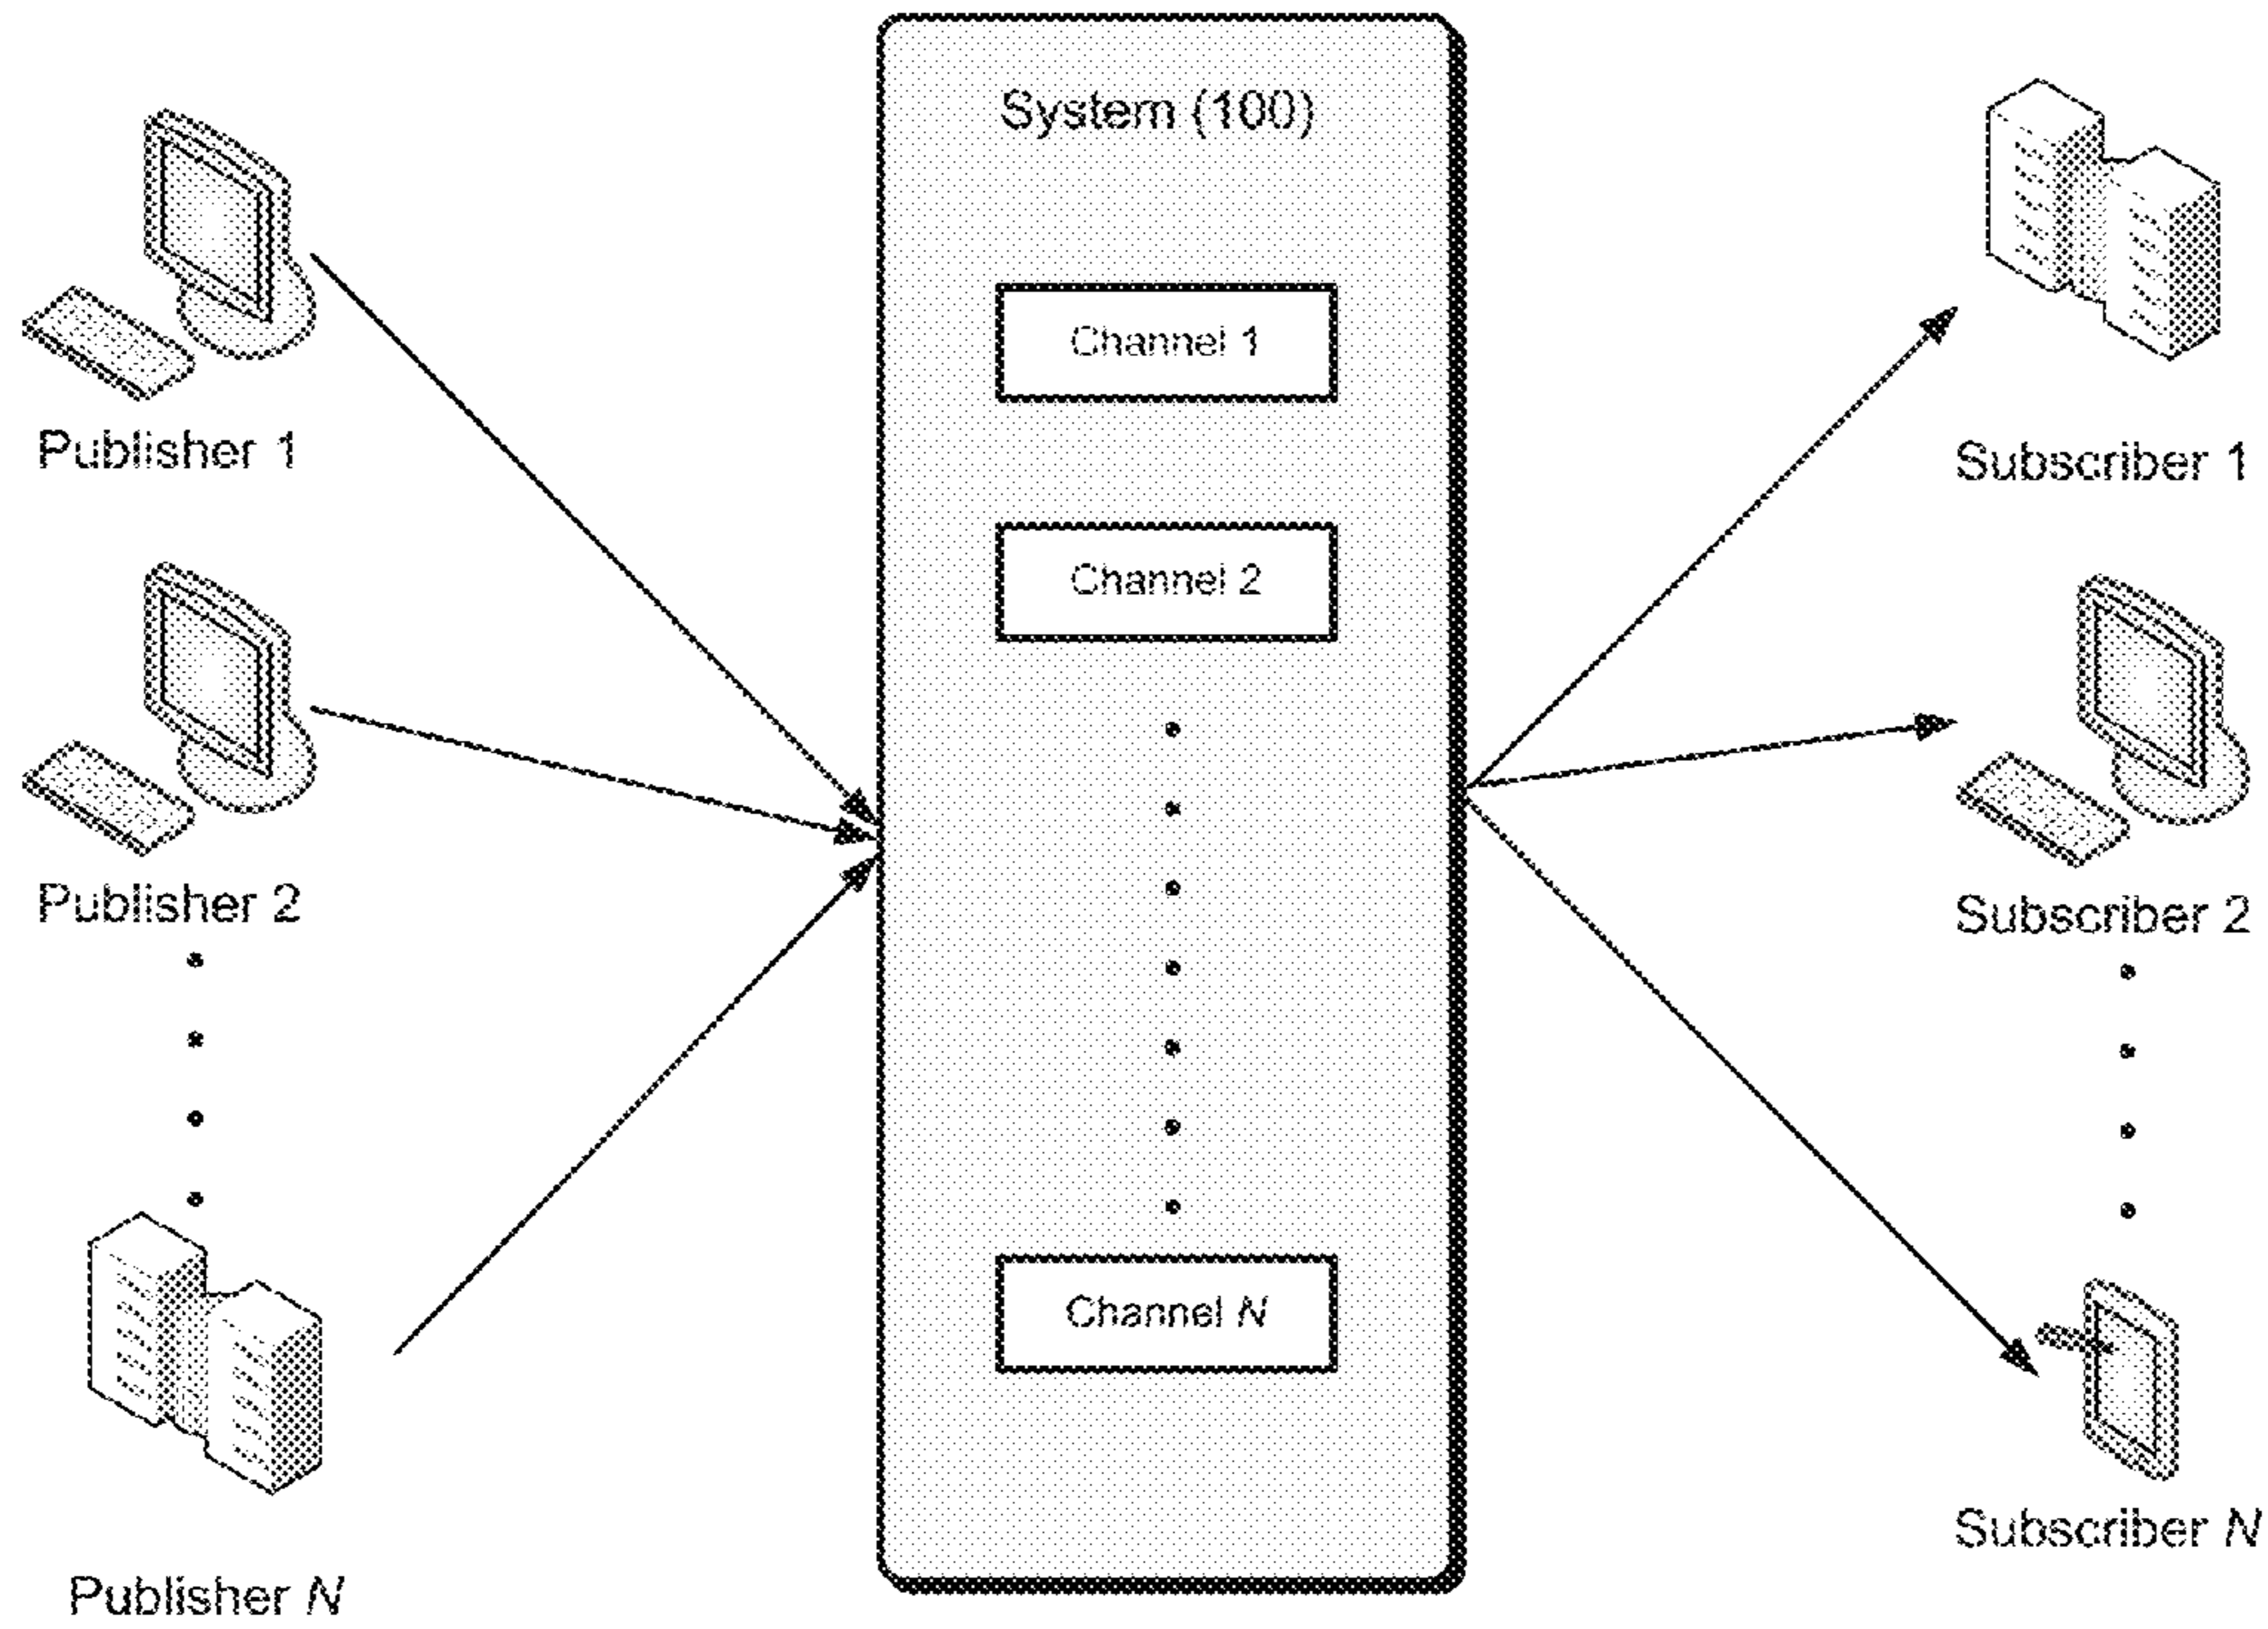 System (100)
Channel 1
Channel 2
Channel N
Publisher 1
Publisher 2
Publisher N
Subscriber 1
Subscriber 2
Subscriber N